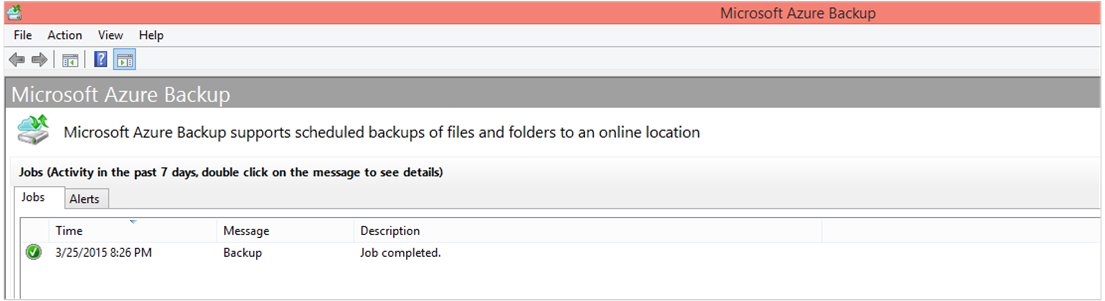 Microsoft Azure Backup
File Action View Help
Microsoft Azure Backup
Microsoft Azure Backup supports scheduled backups of files and folders to an online location
Jobs (Activity in the past 7 days, double click on the message to see details)
Jobs Alerts
Time Message Description
3/25/2015 8:26 PM Backup Job completed.